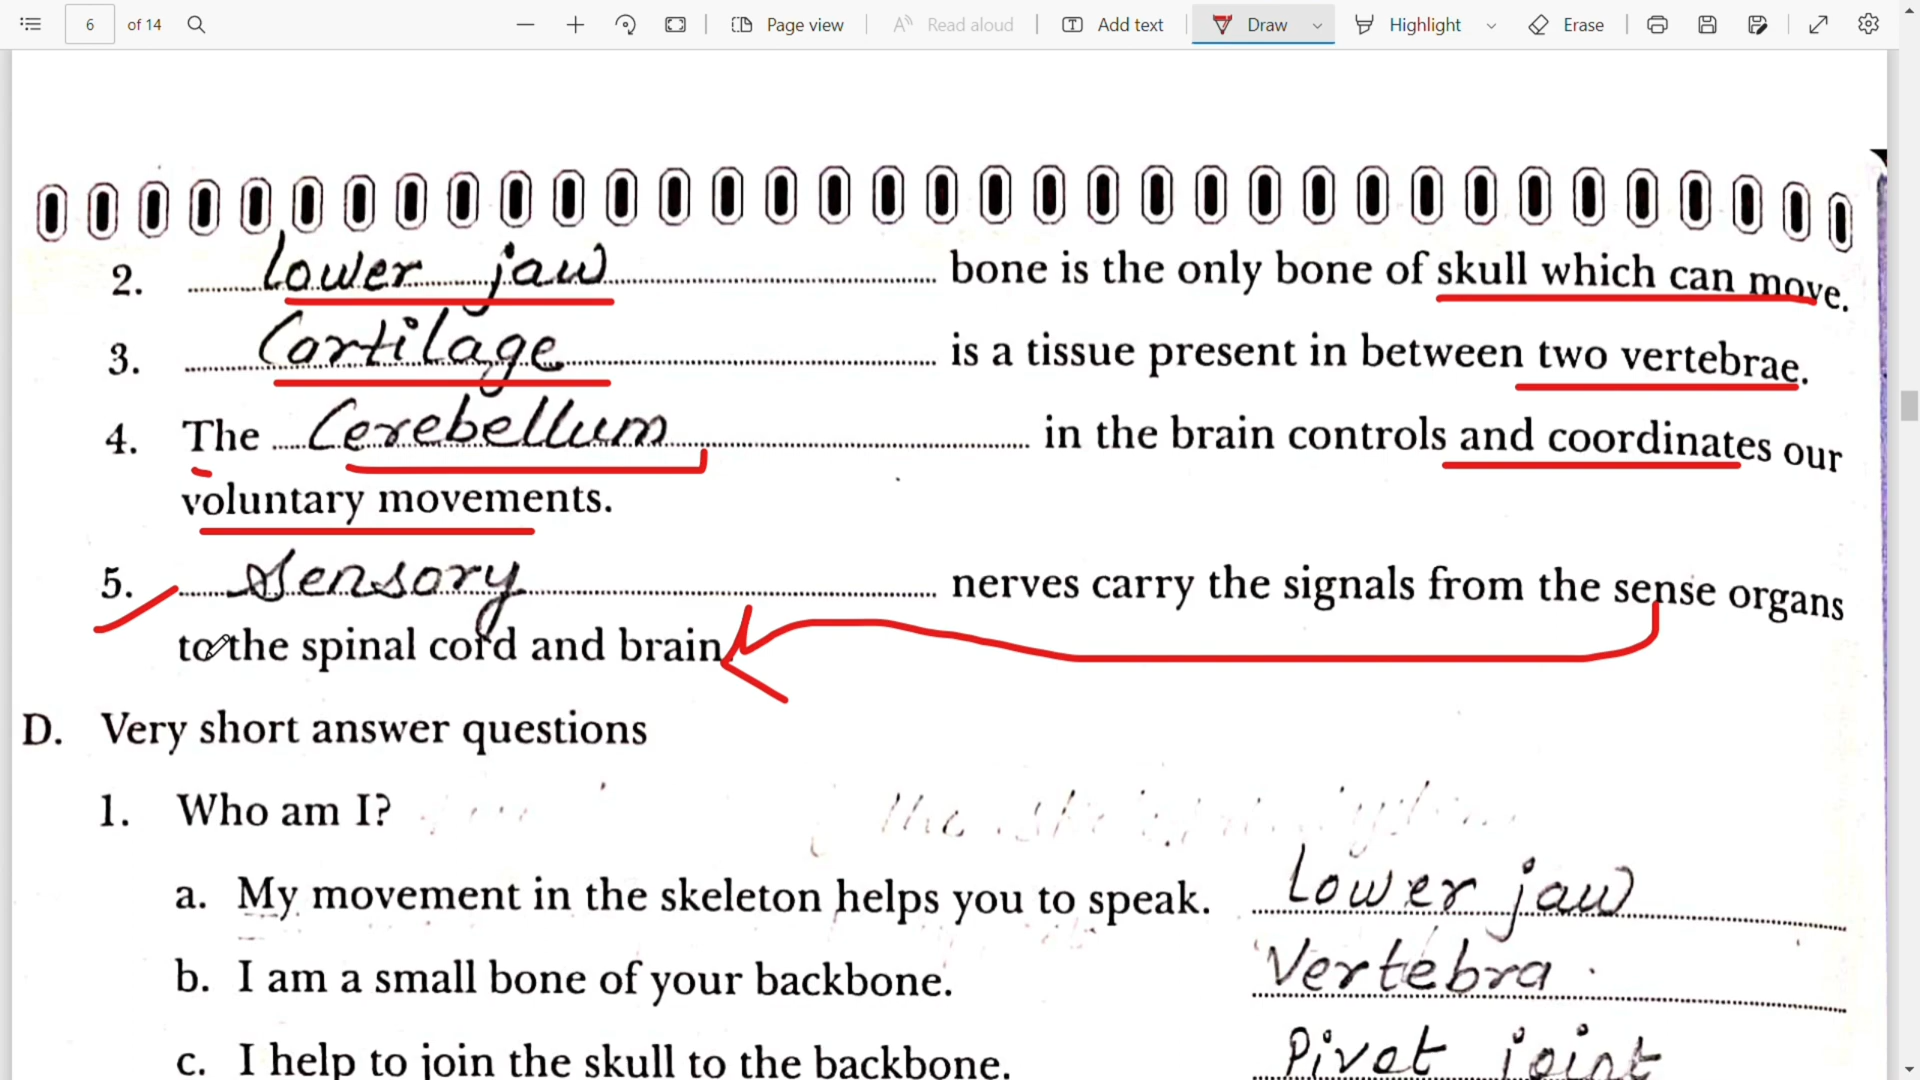 6 of 14 Page view Read aloud Add text Draw Highlight Erase
2. Lower jaw bone is the only bone of skull which can move.
3. Cartilage is a tissue present in between two vertebrae.
4. The Cerebellum in the brain controls and coordinates our
voluntary movements.
5. Sensory nerves carry the signals from the sense organs
to the spinal cord and brain.
D. Very short answer questions
1. Who am I?
a. My movement in the skeleton helps you to speak. Lower jaw
b. I am a small bone of your backbone. Vertebra.
c. I help to join the skull to the backbone. Pivot joint